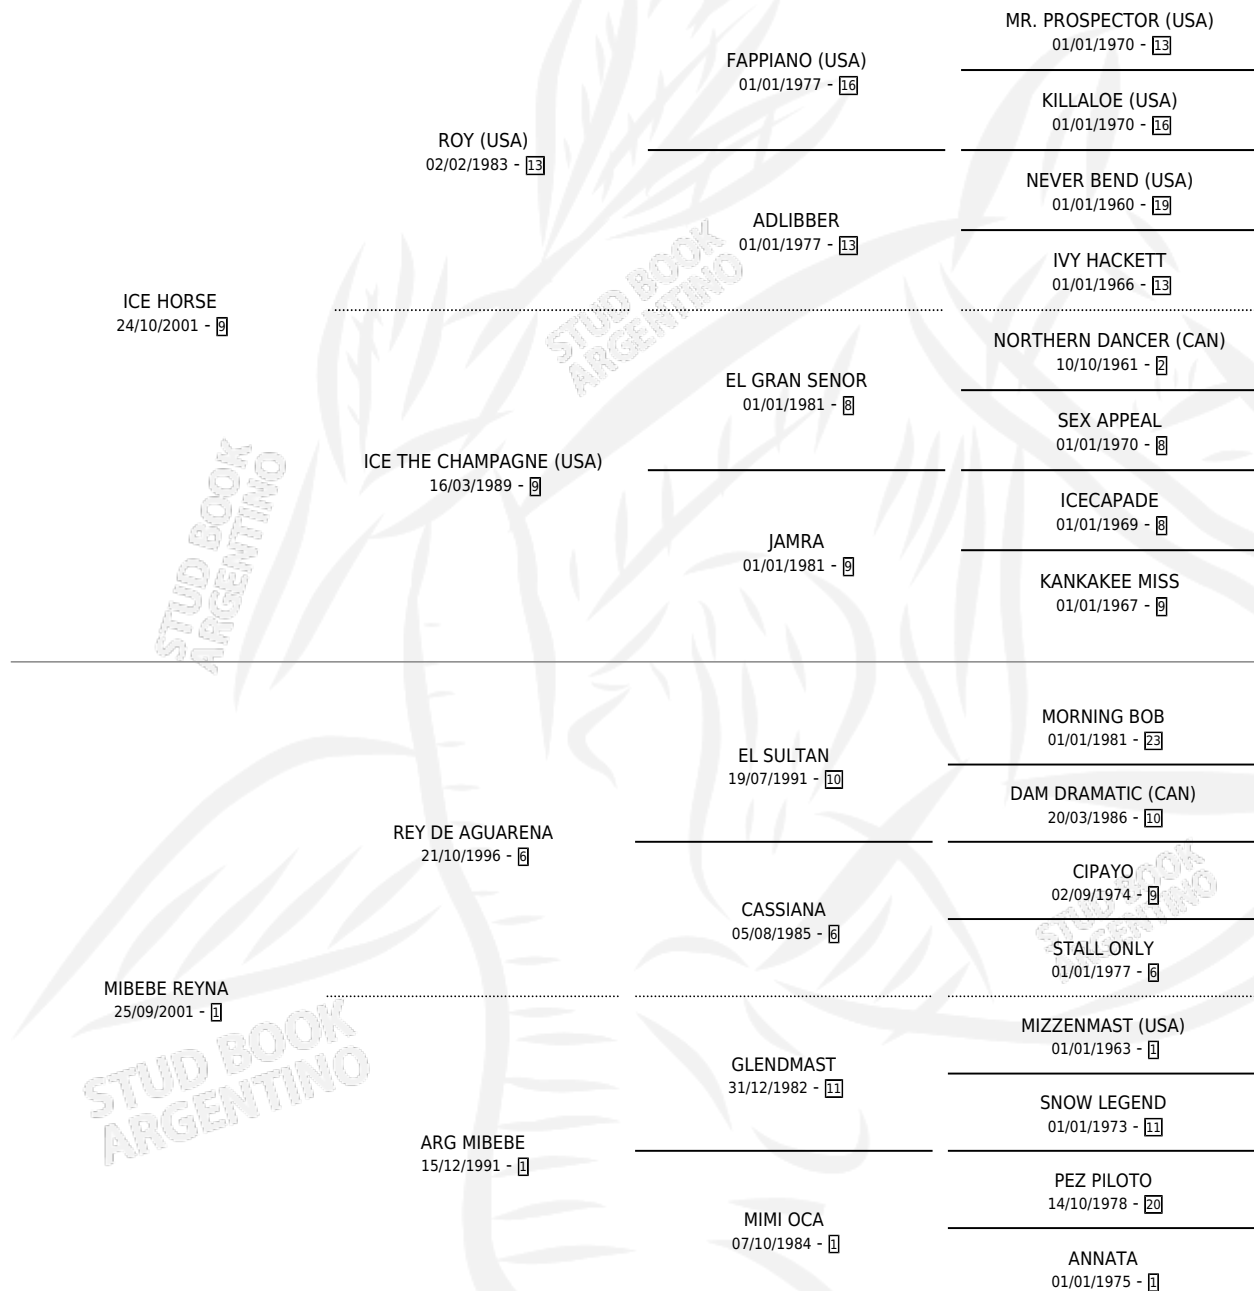 MR. PROSPECTOR (USA)
01/01/1970 - 13
FAPPIANO (USA)
01/01/1977 - 16
KILLALOE (USA)
01/01/1970 - 16
ROY (USA)
02/02/1983 - 13
NEVER BEND (USA)
01/01/1960 - 19
ADLIBBER
01/01/1977 - 13
IVY HACKETT
01/01/1966 - 13
ICE HORSE
24/10/2001 - 9
NORTHERN DANCER (CAN)
10/10/1961 - 2
EL GRAN SENOR
01/01/1981 - 8
SEX APPEAL
01/01/1970 - 8
ICE THE CHAMPAGNE (USA)
16/03/1989 - 9
ICECAPADE
01/01/1969 - 8
JAMRA
01/01/1981 - 9
KANKAKEE MISS
01/01/1967 - 9
STUD BOOK
ARGENTINO
STUD BOOK
ARGENTINO
MORNING BOB
01/01/1981 - 23
EL SULTAN
19/07/1991 - 10
DAM DRAMATIC (CAN)
20/03/1986 - 10
REY DE AGUARENA
21/10/1996 - 6
CIPAYO
02/09/1974 - 9
CASSIANA
05/08/1985 - 6
STALL ONLY
01/01/1977 - 6
STUD BOOK
ARGENTINO
MIBEBE REYNA
25/09/2001 - 1
MIZZENMAST (USA)
01/01/1963 - 1
GLENDMAST
31/12/1982 - 11
SNOW LEGEND
01/01/1973 - 11
STUD BOOK
ARGENTINO
ARG MIBEBE
15/12/1991 - 1
PEZ PILOTO
14/10/1978 - 20
MIMI OCA
07/10/1984 - 1
ANNATA
01/01/1975 - 1